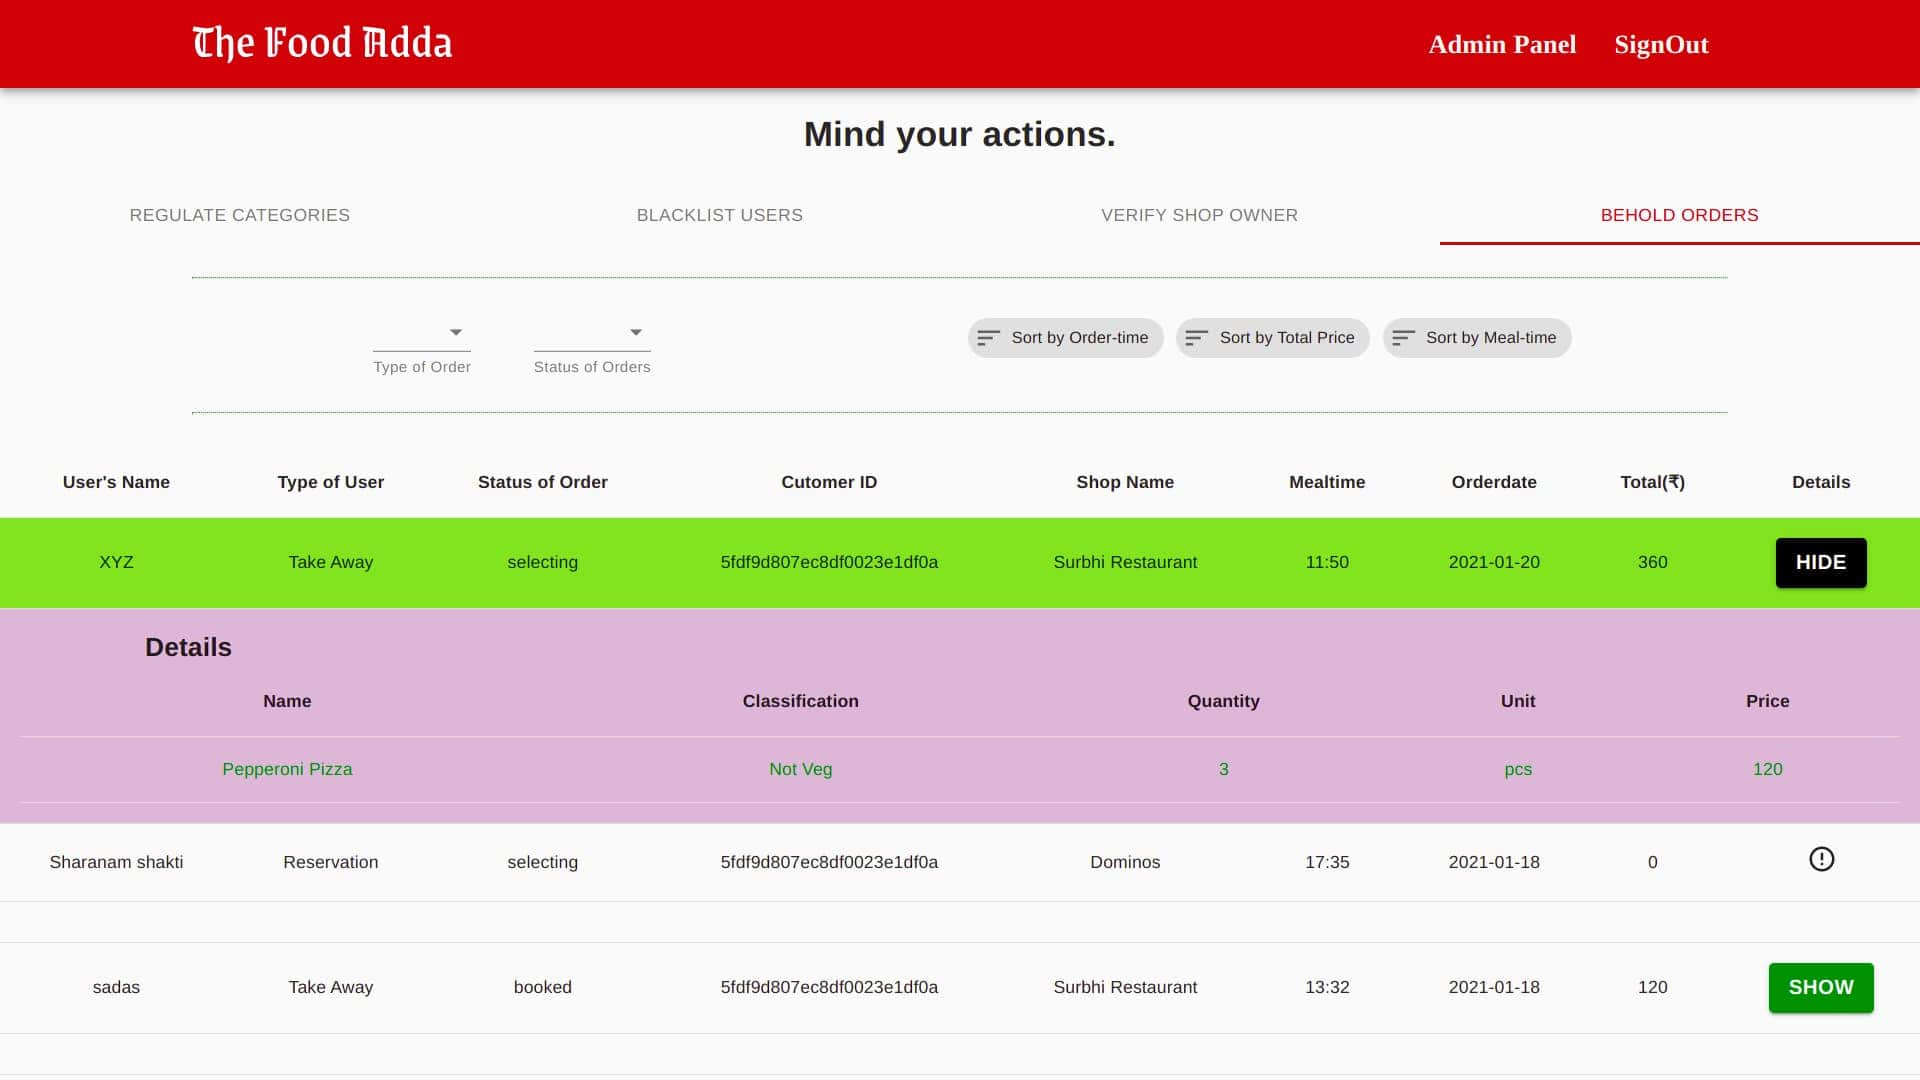 The Food Adda Admin Panel SignOut
Mind your actions.
REGULATE CATEGORIES BLACKLIST USERS VERIFY SHOP OWNER BEHOLD ORDERS
Sort by Order-time Sort by Total Price Sort by Meal-time
Type of Order Status of Orders
User's Name Type of User Status of Order Cutomer ID Shop Name Mealtime Orderdate Total(₹) Details
XYZ Take Away selecting 5fdf9d807ec8df0023e1df0a Surbhi Restaurant 11:50 2021-01-20 360 HIDE
Details
Name Classification Quantity Unit Price
Pepperoni Pizza Not Veg 3 pcs 120
Sharanam shakti Reservation selecting 5fdf9d807ec8df0023e1df0a Dominos 17:35 2021-01-18 0
sadas Take Away booked 5fdf9d807ec8df0023e1df0a Surbhi Restaurant 13:32 2021-01-18 120 SHOW